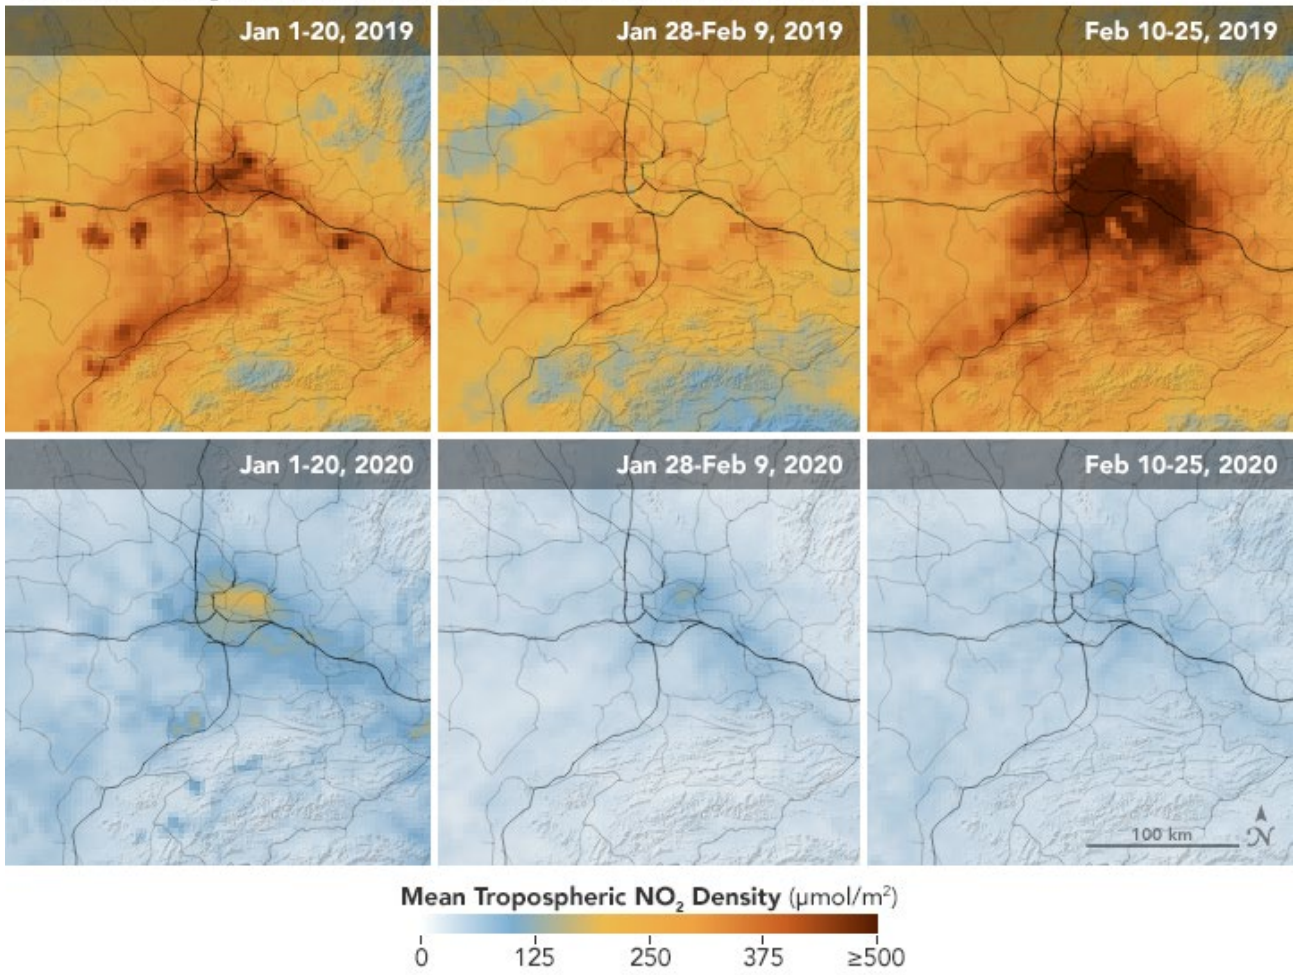 Jan 1-20, 2019
Jan 28-Feb 9, 2019
Feb 10-25, 2019
Jan 1-20, 2020
Jan 28-Feb 9, 2020
Feb 10-25, 2020
100 km
N
Mean Tropospheric NO₂ Density (μmol/m²)
0 125 250 375 ≥500